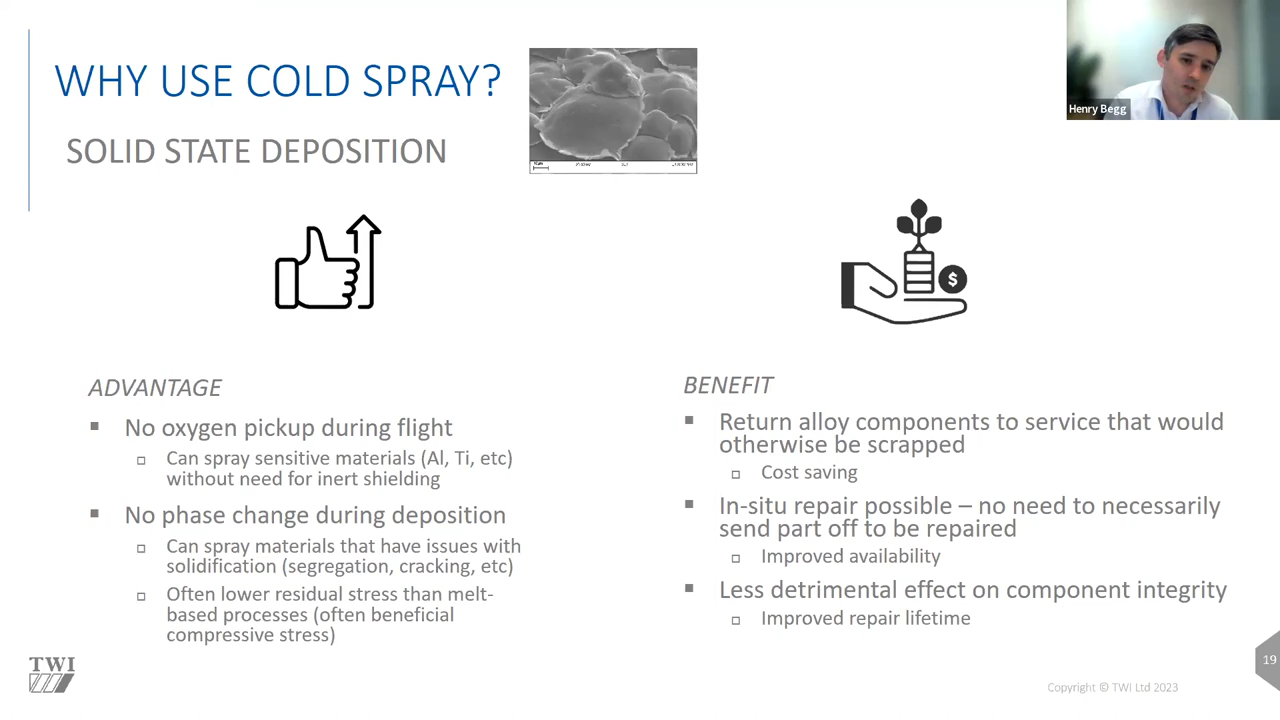 WHY USE COLD SPRAY?
SOLID STATE DEPOSITION
Henry Begg
$
ADVANTAGE
▪ No oxygen pickup during flight
▫ Can spray sensitive materials (Al, Ti, etc)
without need for inert shielding
▪ No phase change during deposition
▫ Can spray materials that have issues with
solidification (segregation, cracking, etc)
▫ Often lower residual stress than melt-
based processes (often beneficial
compressive stress)
BENEFIT
▪ Return alloy components to service that would
otherwise be scrapped
▫ Cost saving
▪ In-situ repair possible – no need to necessarily
send part off to be repaired
▫ Improved availability
▪ Less detrimental effect on component integrity
▫ Improved repair lifetime
TWI
Copyright © TWI Ltd 2023
19